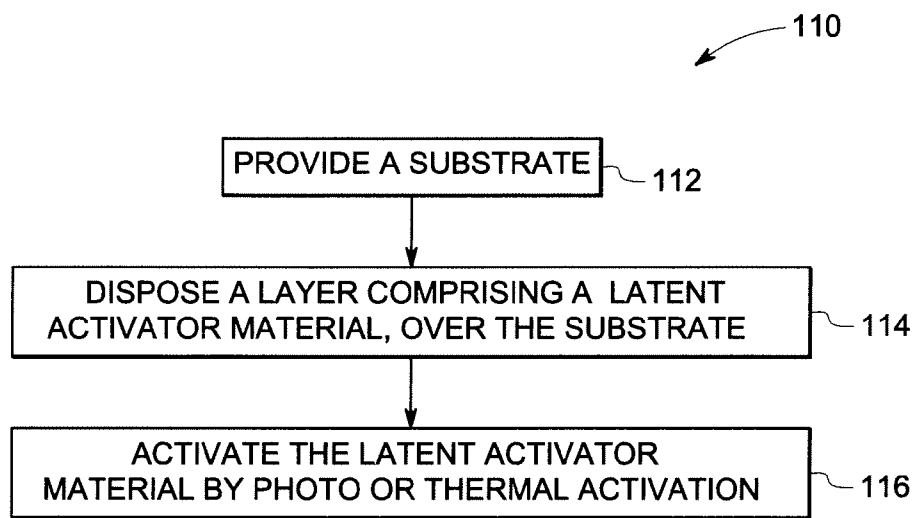 110
PROVIDE A SUBSTRATE
112
DISPOSE A LAYER COMPRISING A LATENT
ACTIVATOR MATERIAL, OVER THE SUBSTRATE
114
ACTIVATE THE LATENT ACTIVATOR
MATERIAL BY PHOTO OR THERMAL ACTIVATION
116